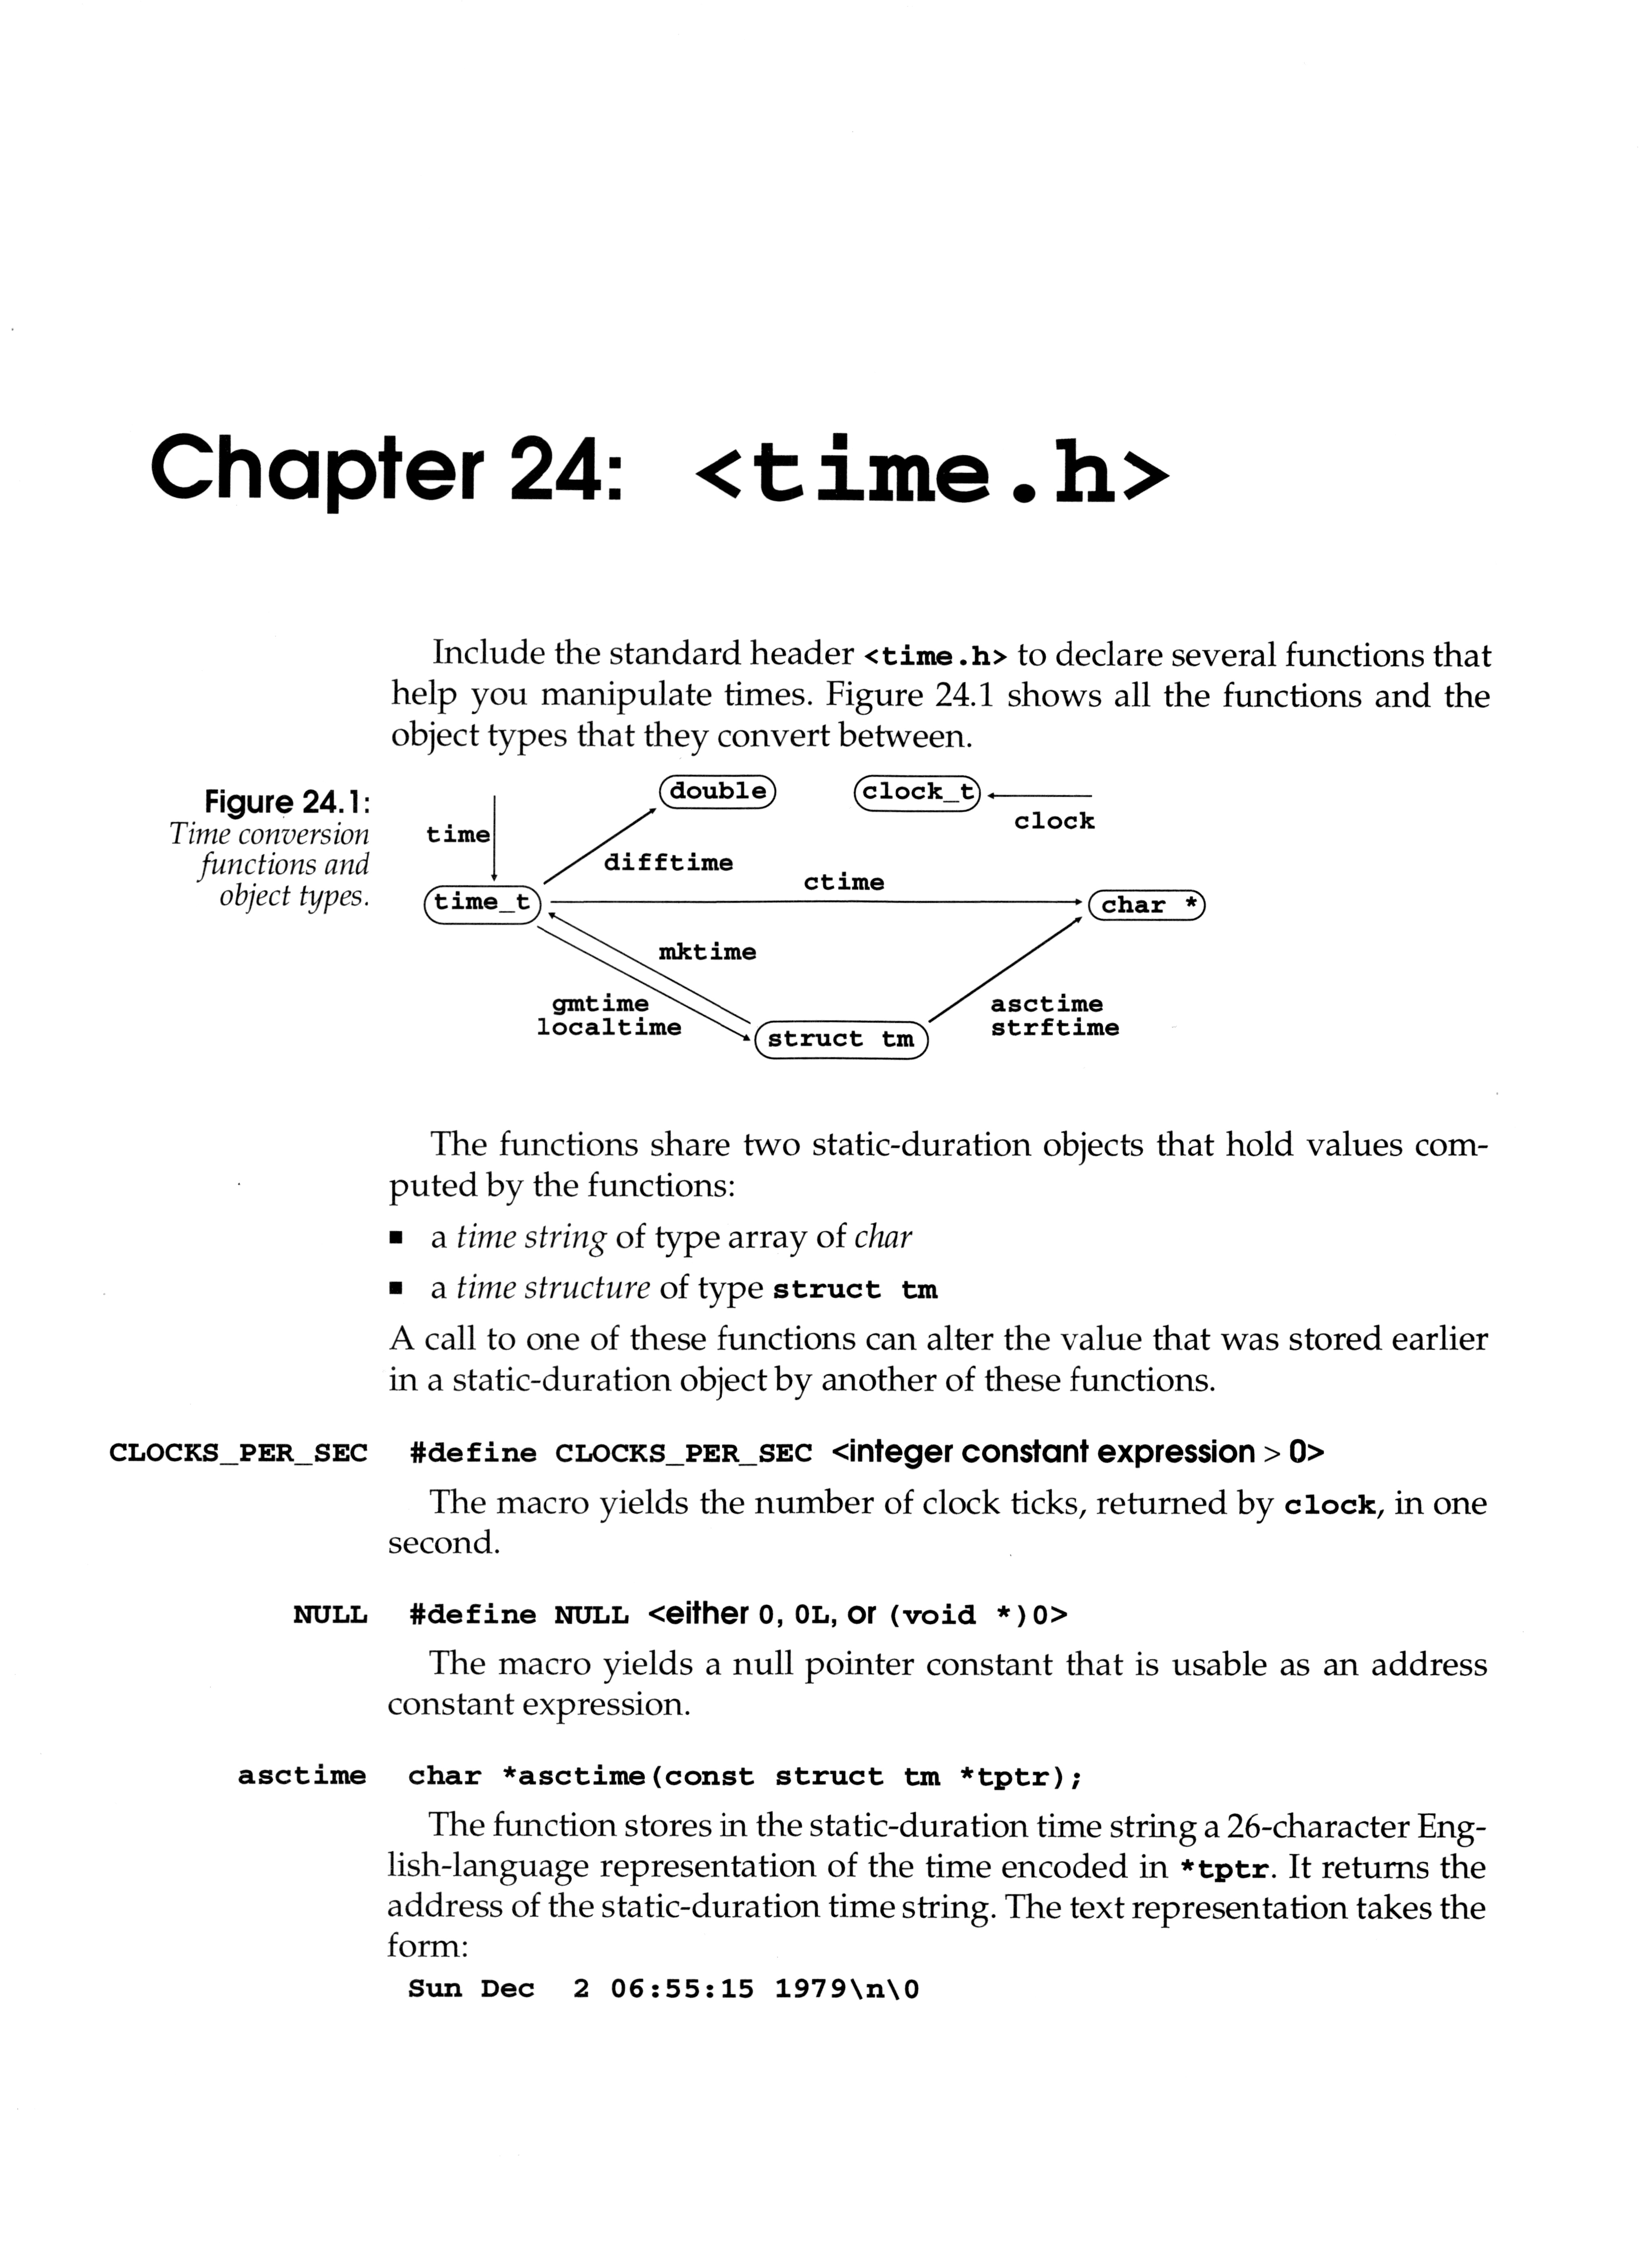 Chapter 24: <time.h>
Include the standard header <time.h> to declare several functions that
help you manipulate times. Figure 24.1 shows all the functions and the
object types that they convert between.
Figure 24.1:
Time conversion
functions and
object types.
double
clock_t
time
clock
difftime
ctime
time_t
char *
mktime
gmtime
localtime
asctime
strftime
struct tm
The functions share two static-duration objects that hold values com-
puted by the functions:
■ a time string of type array of char
■ a time structure of type struct tm
A call to one of these functions can alter the value that was stored earlier
in a static-duration object by another of these functions.
CLOCKS_PER_SEC #define CLOCKS_PER_SEC <integer constant expression > 0>
The macro yields the number of clock ticks, returned by clock, in one
second.
NULL #define NULL <either 0, 0L, or (void *)0>
The macro yields a null pointer constant that is usable as an address
constant expression.
asctime char *asctime(const struct tm *tptr);
The function stores in the static-duration time string a 26-character Eng-
lish-language representation of the time encoded in *tptr. It returns the
address of the static-duration time string. The text representation takes the
form:
Sun Dec  2 06:55:15 1979\n\0